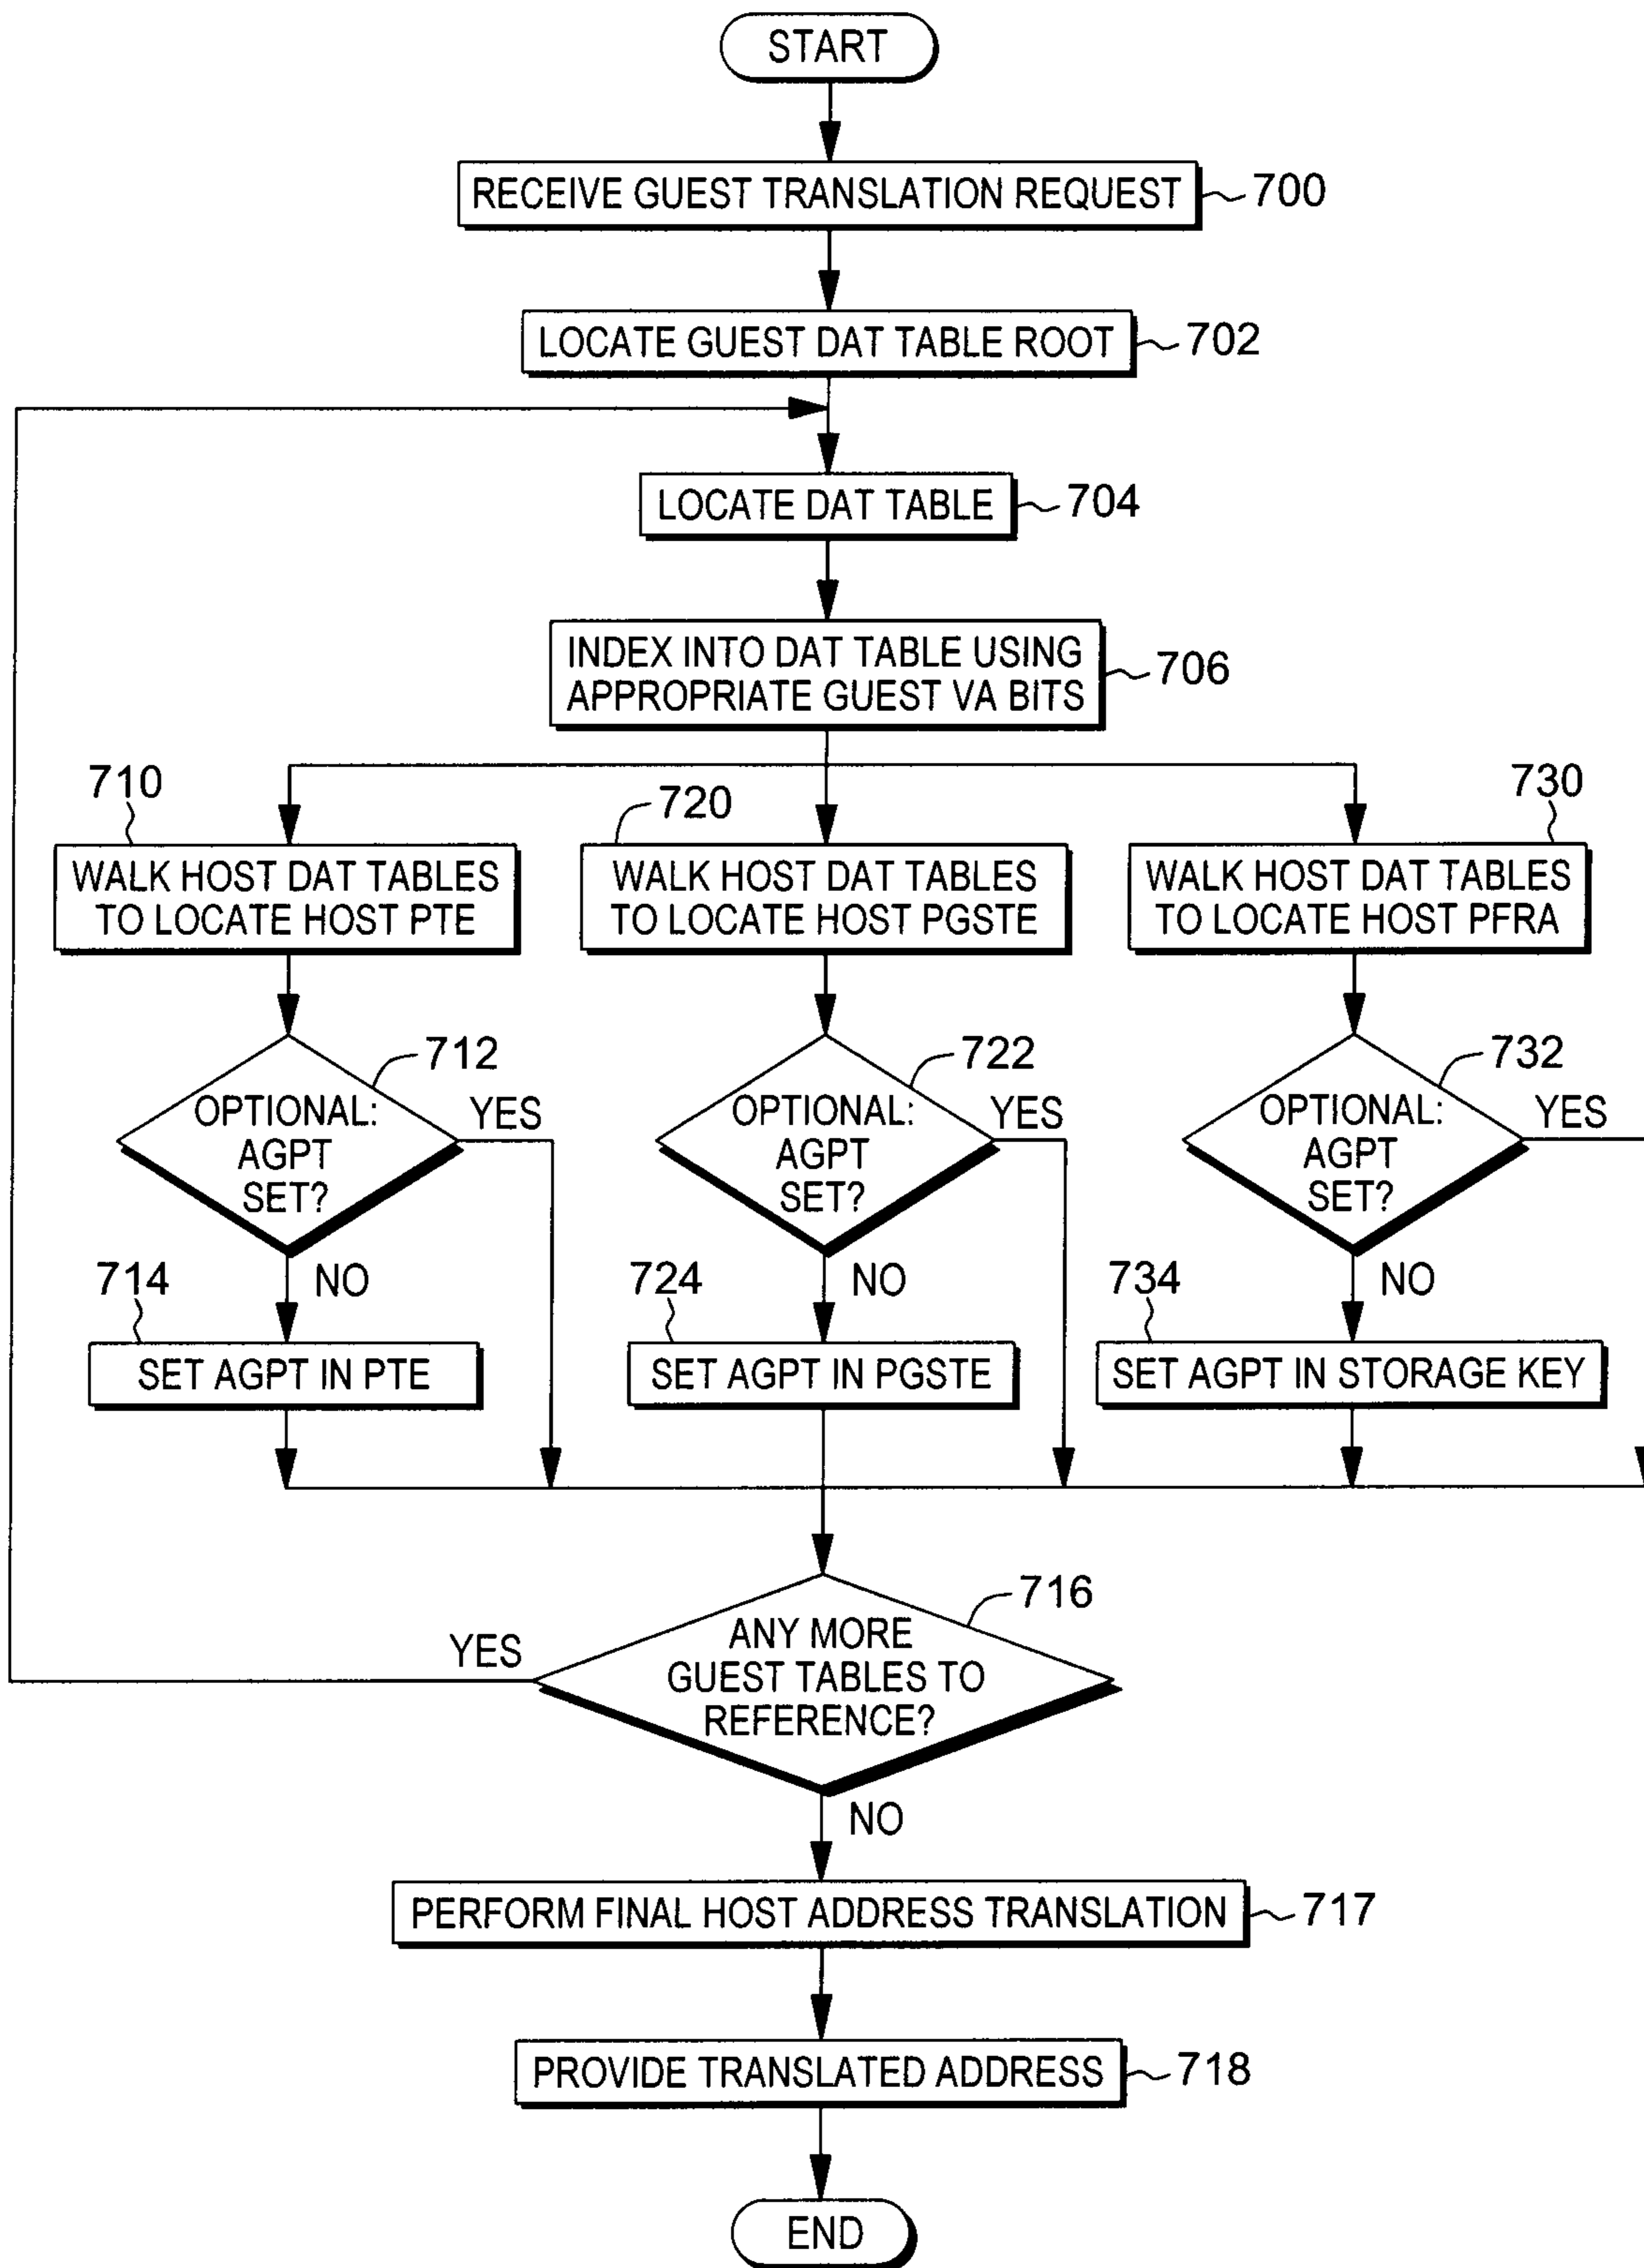 START
RECEIVE GUEST TRANSLATION REQUEST
700
LOCATE GUEST DAT TABLE ROOT
702
LOCATE DAT TABLE
704
INDEX INTO DAT TABLE USING
APPROPRIATE GUEST VA BITS
706
710
WALK HOST DAT TABLES
TO LOCATE HOST PTE
720
WALK HOST DAT TABLES
TO LOCATE HOST PGSTE
730
WALK HOST DAT TABLES
TO LOCATE HOST PFRA
712
OPTIONAL:
AGPT
SET?
YES
NO
722
OPTIONAL:
AGPT
SET?
YES
NO
732
OPTIONAL:
AGPT
SET?
YES
NO
714
SET AGPT IN PTE
724
SET AGPT IN PGSTE
734
SET AGPT IN STORAGE KEY
716
ANY MORE
GUEST TABLES TO
REFERENCE?
YES
NO
PERFORM FINAL HOST ADDRESS TRANSLATION
717
PROVIDE TRANSLATED ADDRESS
718
END